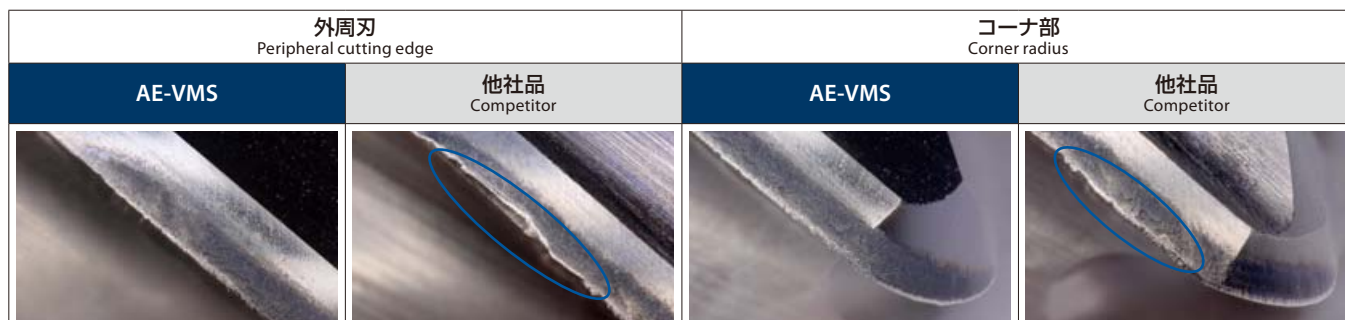 外周刃
Peripheral cutting edge
コーナ部
Corner radius
AE-VMS
他社品
Competitor
AE-VMS
他社品
Competitor